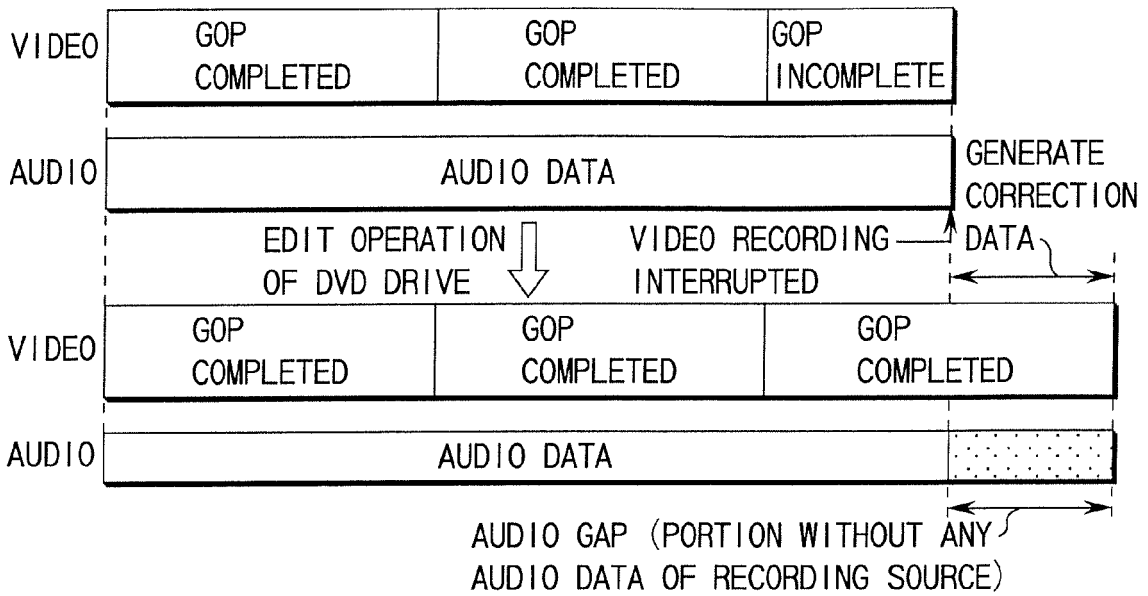 VIDEO
GOP
COMPLETED
GOP
COMPLETED
GOP
INCOMPLETE
AUDIO
AUDIO DATA
GENERATE
CORRECTION
DATA
EDIT OPERATION
OF DVD DRIVE
VIDEO RECORDING
INTERRUPTED
VIDEO
GOP
COMPLETED
GOP
COMPLETED
GOP
COMPLETED
AUDIO
AUDIO DATA
AUDIO GAP (PORTION WITHOUT ANY
AUDIO DATA OF RECORDING SOURCE)